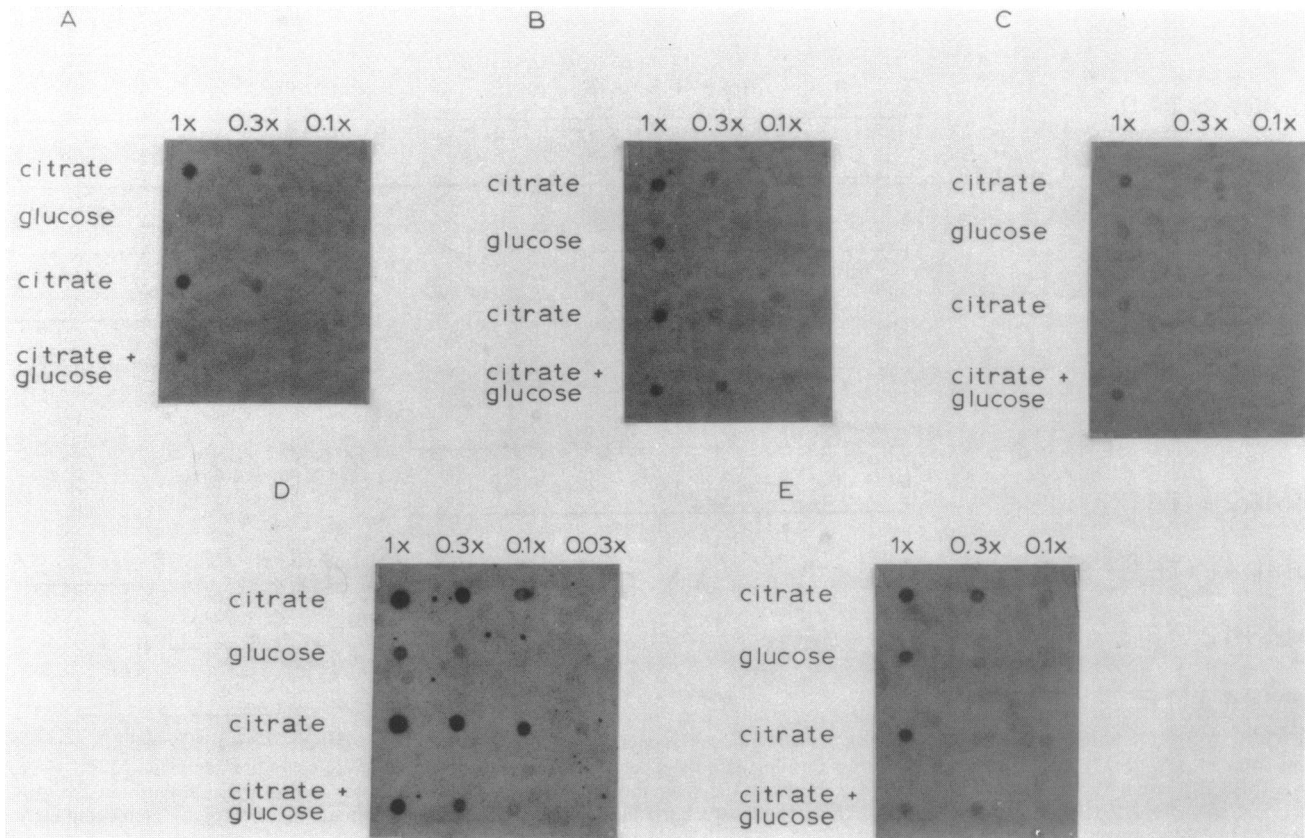 A
B
C
1x 0.3x 0.1x
citrate
glucose
citrate
citrate +
glucose
1x 0.3x 0.1x
citrate
glucose
citrate
citrate +
glucose
1x 0.3x 0.1x
citrate
glucose
citrate
citrate +
glucose
D
E
1x 0.3x 0.1x 0.03x
citrate
glucose
citrate
citrate +
glucose
1x 0.3x 0.1x
citrate
glucose
citrate
citrate +
glucose